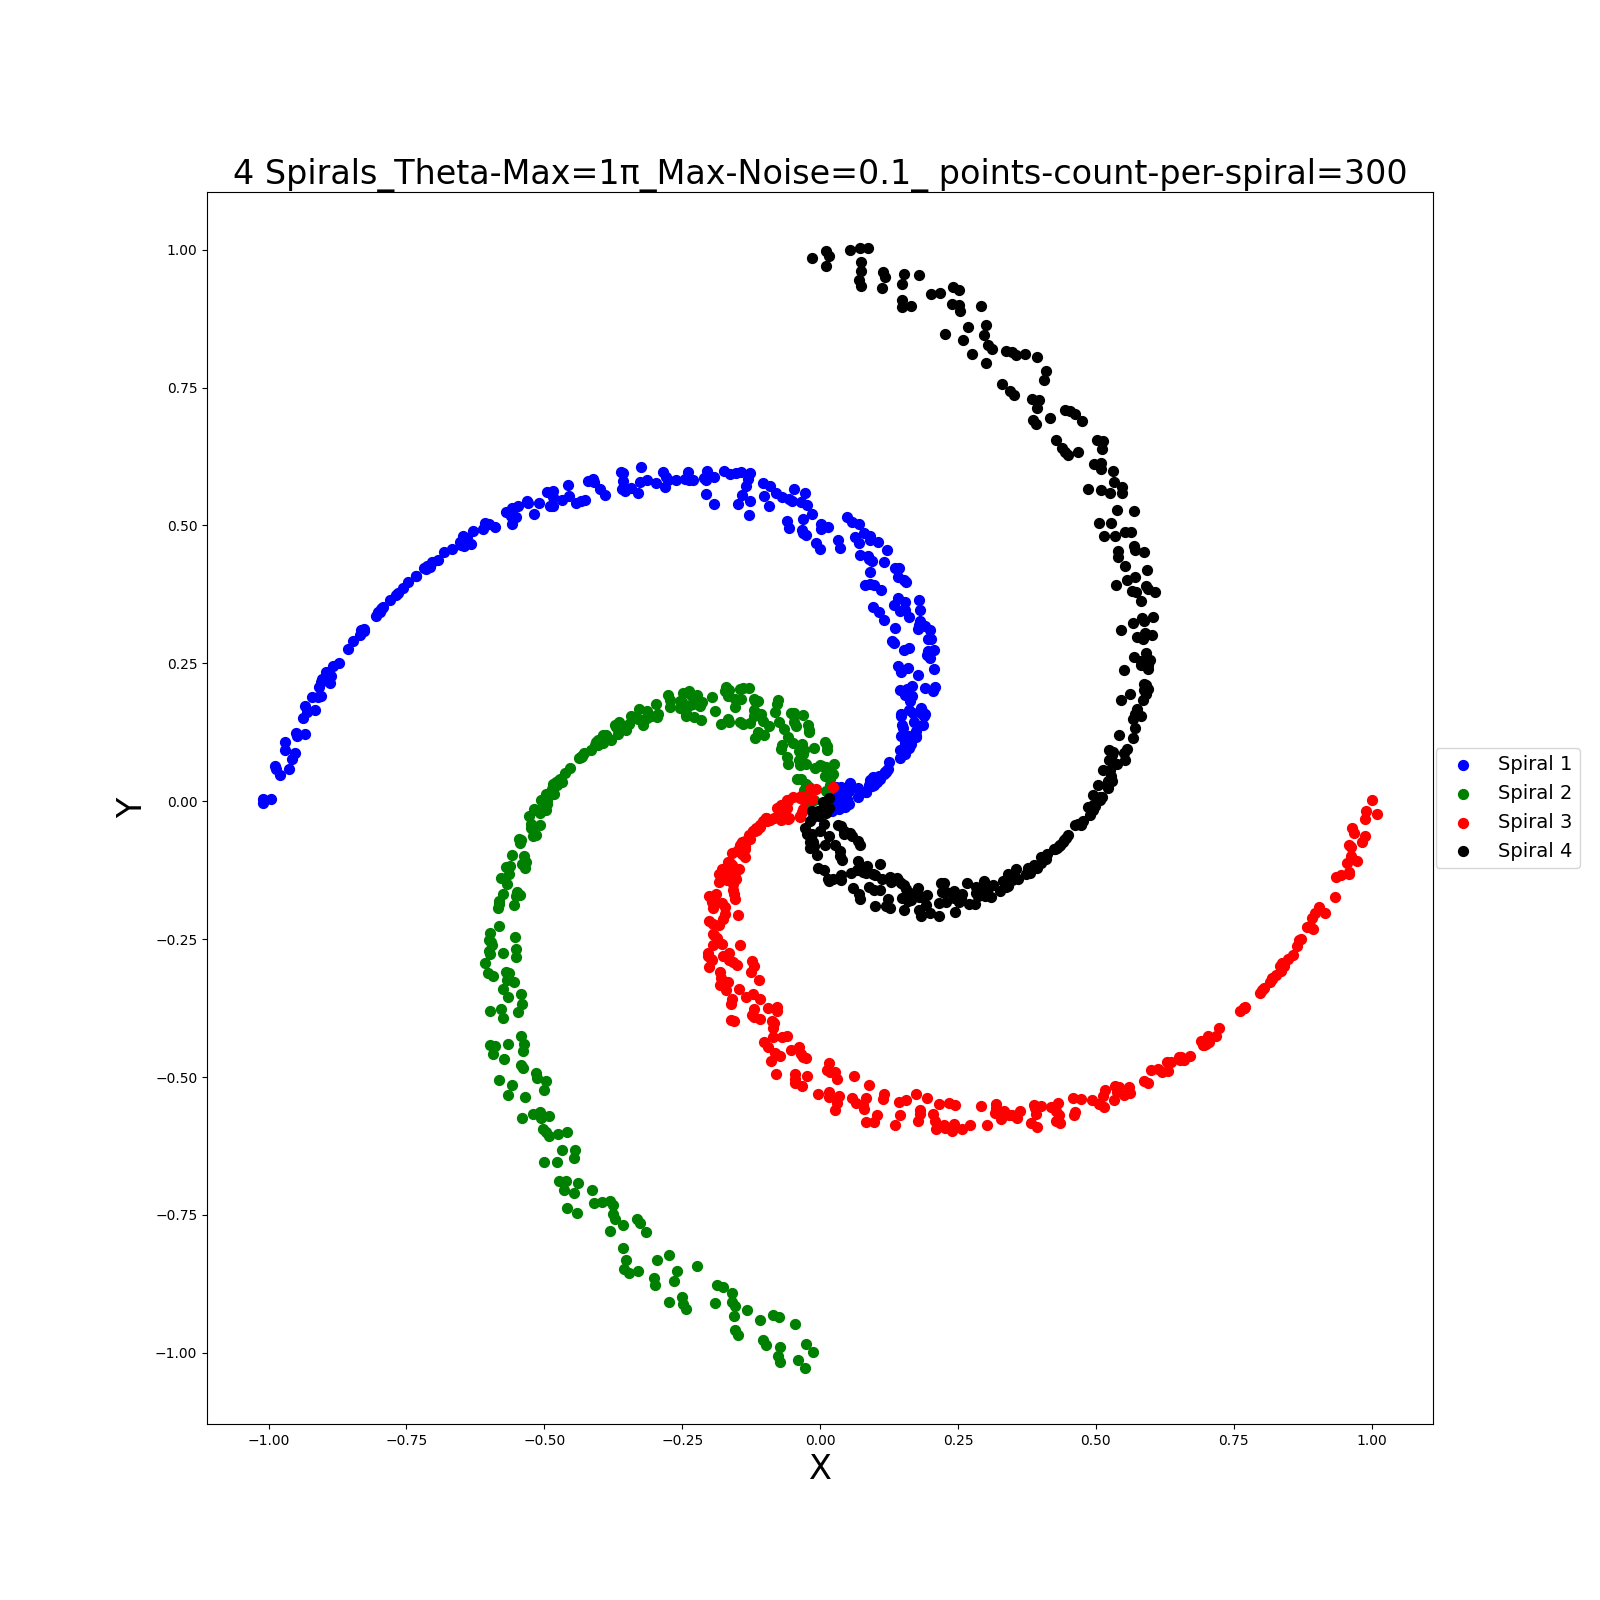 4 Spirals_Theta-Max=1π_Max-Noise=0.1_ points-count-per-spiral=300
1.00
0.75
0.50
0.25
0.00
−0.25
−0.50
−0.75
−1.00
Y
−1.00 −0.75 −0.50 −0.25 0.00 0.25 0.50 0.75 1.00
X
Spiral 1
Spiral 2
Spiral 3
Spiral 4